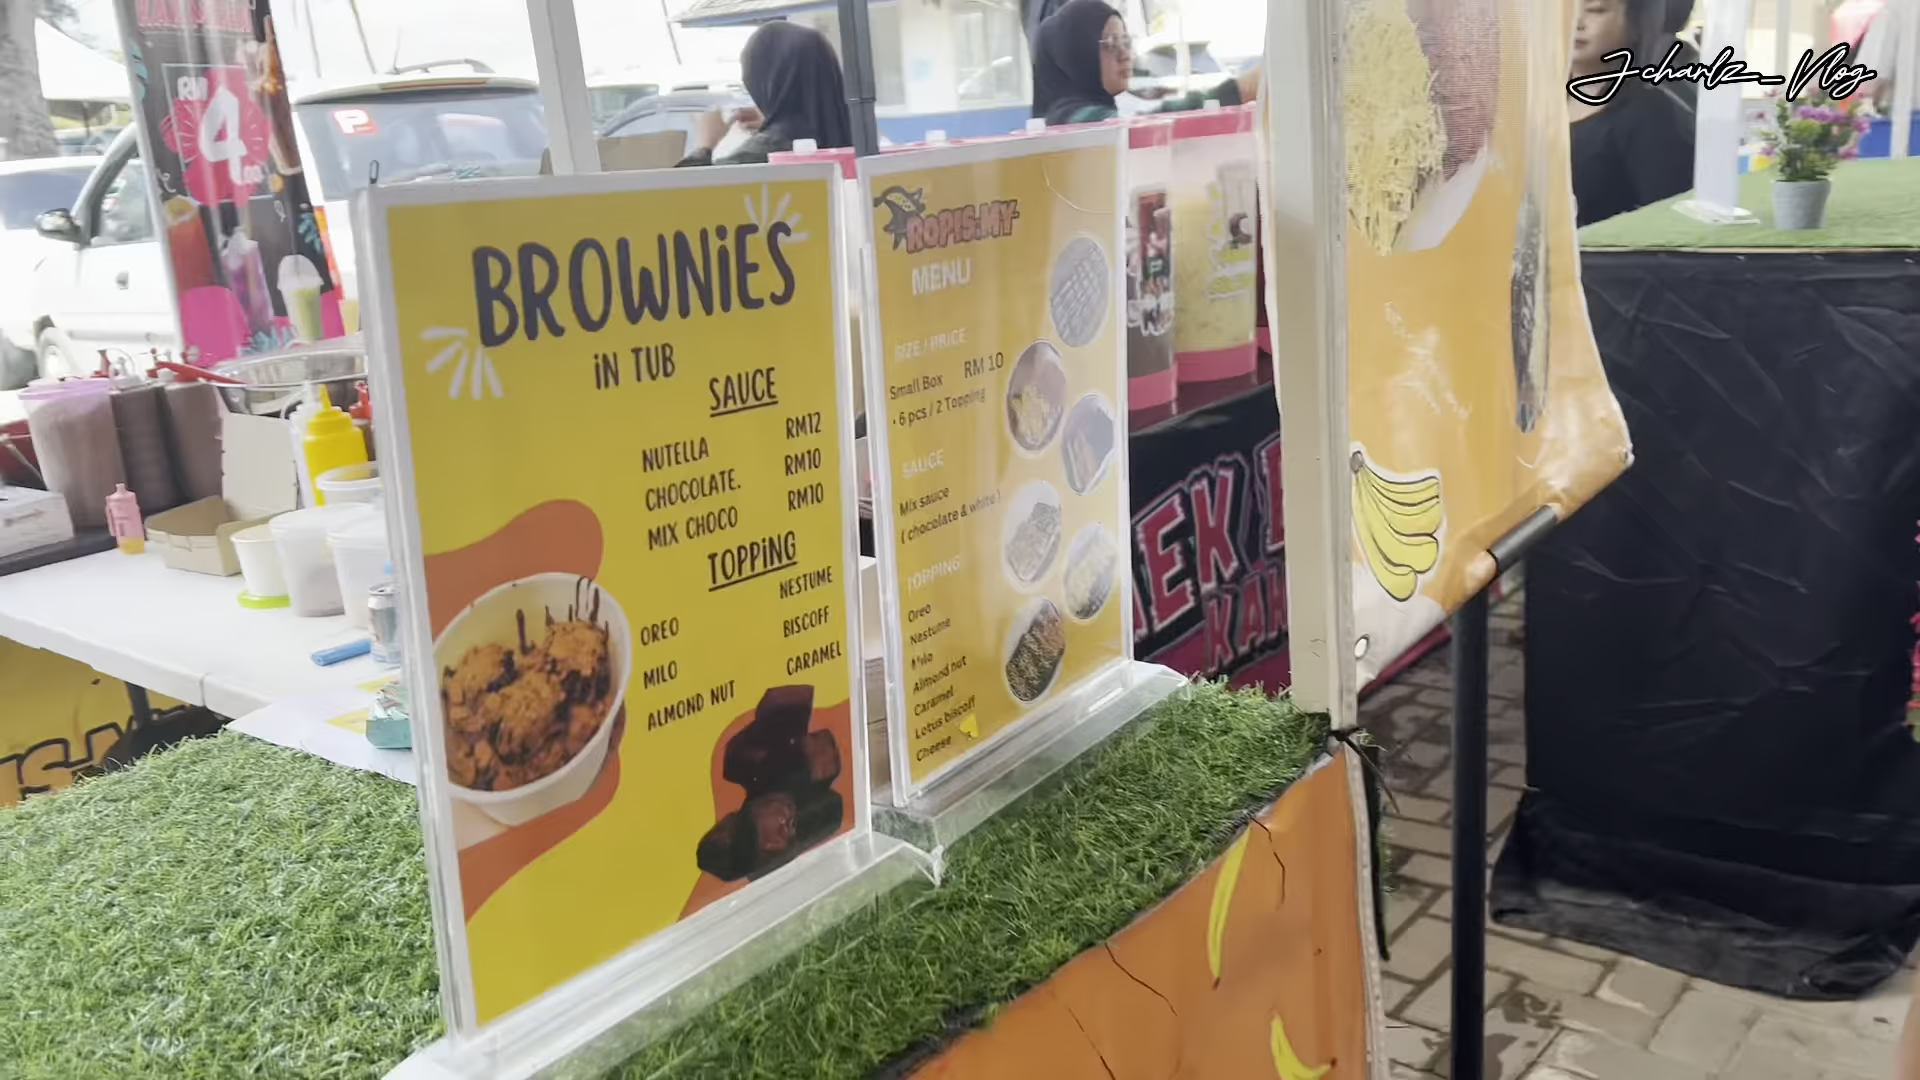 J-charlz_Vlog
RM
4
.00
P
BROWNiES
iN TUB
SAUCE
NUTELLA RM12
CHOCOLATE. RM10
MIX CHOCO RM10
TOPPiNG
OREO NESTUME
MILO BISCOFF
ALMOND NUT CARAMEL
ROPIS.MY
MENU
SIZE / PRICE
Small Box RM 10
• 6 pcs / 2 Topping
SAUCE
Mix sauce
( chocolate & white )
TOPPING
Oreo
Nestume
Milo
Almond nut
Caramel
Lotus biscoff
Cheese